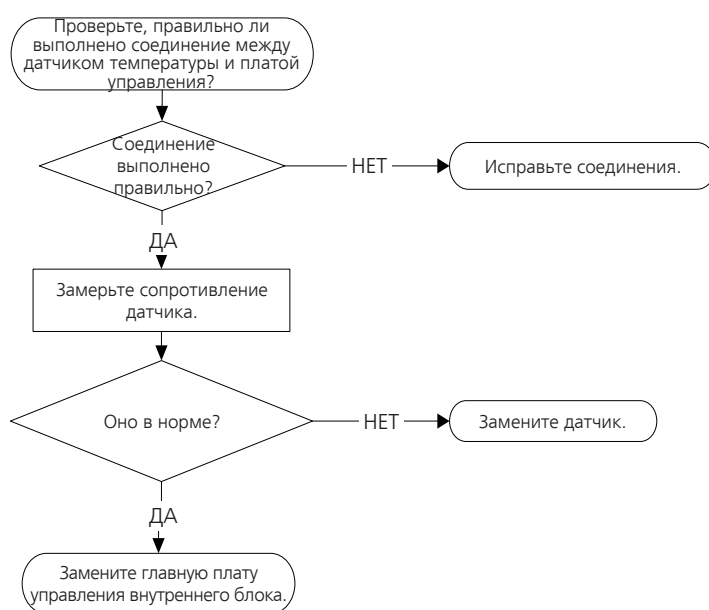 Проверьте, правильно ли
выполнено соединение между
датчиком температуры и платой
управления?
Соединение
выполнено
правильно?
НЕТ
Исправьте соединения.
ДА
Замерьте сопротивление
датчика.
Оно в норме?
НЕТ
Замените датчик.
ДА
Замените главную плату
управления внутреннего блока.